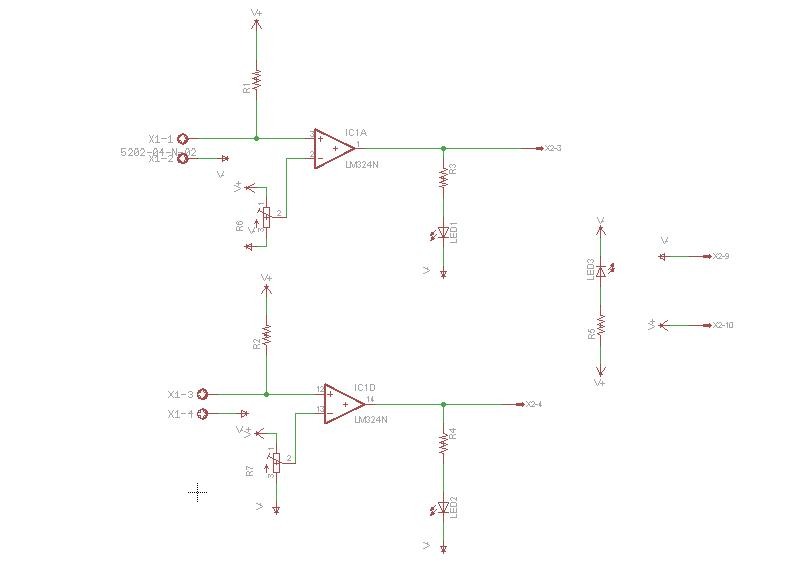 V+
R1
X1-1
3
IC1A
5202-04-N-02
+
1
X2-3
X1-2
2
LM324N
V
R3
V+
1
2
R6
V
3
LED1
V
V
V
X2-9
LED3
V+
R2
R5
V+
X2-10
V+
X1-3
12
IC1D
14
X2-4
X1-4
13
LM324N
V
V+
R4
1
2
R7
3
V
LED2
V